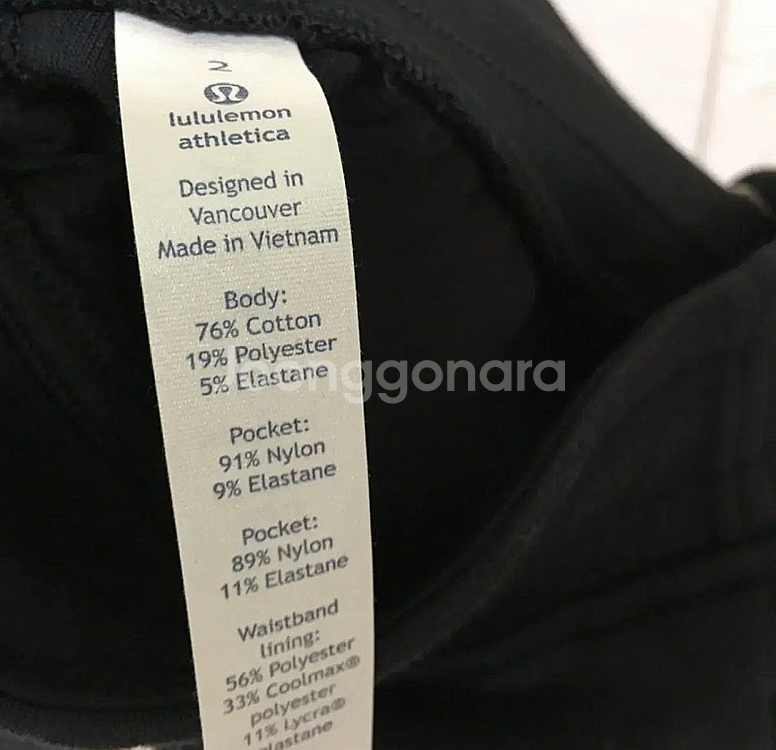 2
lululemon
athletica
Designed in
Vancouver
Made in Vietnam
Body:
76% Cotton
19% Polyester
5% Elastane
Pocket:
91% Nylon
9% Elastane
Pocket:
89% Nylon
11% Elastane
Waistband
lining:
56% Polyester
33% Coolmax®
polyester
11% Lycra®
elastane
joonggonara